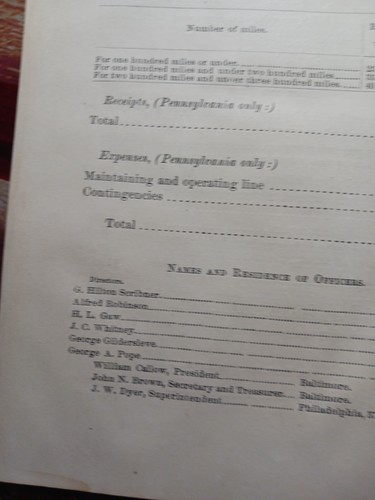 Number of miles.
For one hundred miles or under
For one hundred miles and under two hundred miles
For two hundred miles and under three hundred miles
Receipts, (Pennsylvania only:)
Total
Expenses, (Pennsylvania only:)
Maintaining and operating line
Contingencies
Total
NAMES AND RESIDENCE OF OFFICERS.
Directors.
G. Hilton Scribner
Alfred Robinson
H. L. Gaw
J. C. Whitney
George Gildersleve
George A. Pope
William Callow, President Baltimore.
John N. Brown, Secretary and Treasurer Baltimore.
J. W. Dyer, Superintendent Philadelphia,